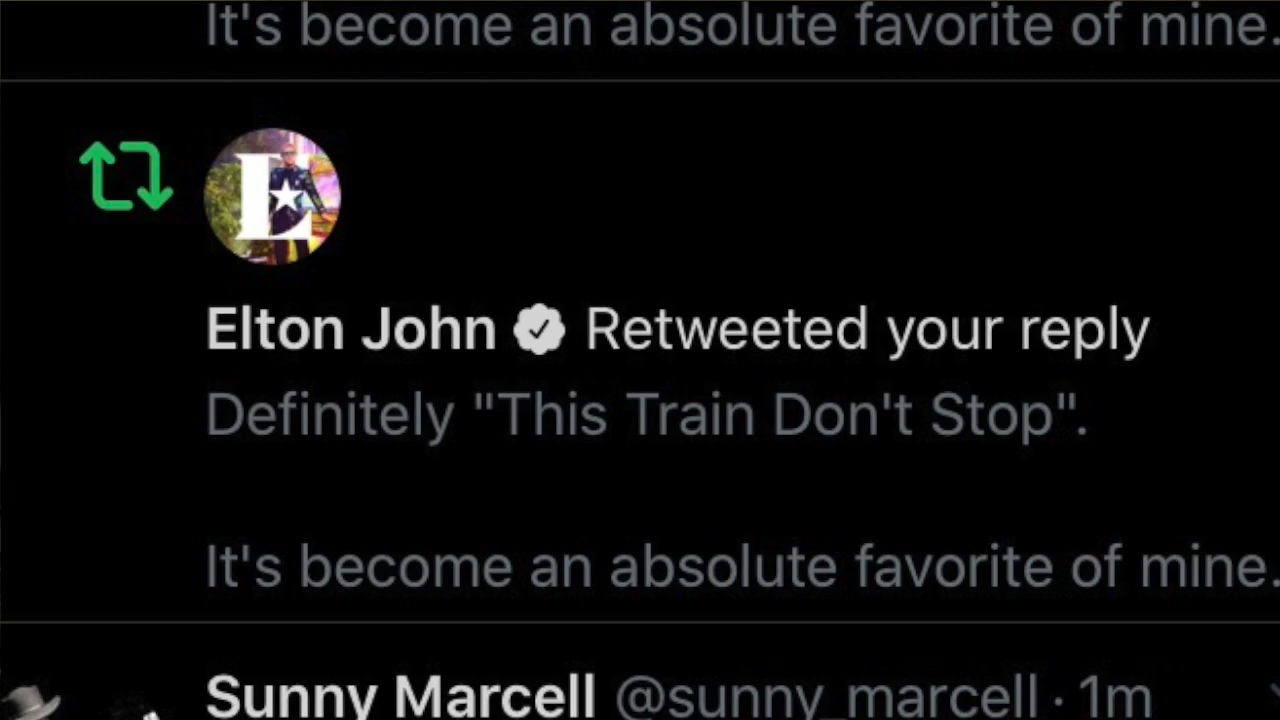 It's become an absolute favorite of mine.
E
Elton John Retweeted your reply
Definitely "This Train Don't Stop".
It's become an absolute favorite of mine.
Sunny Marcell @sunny_marcell · 1m